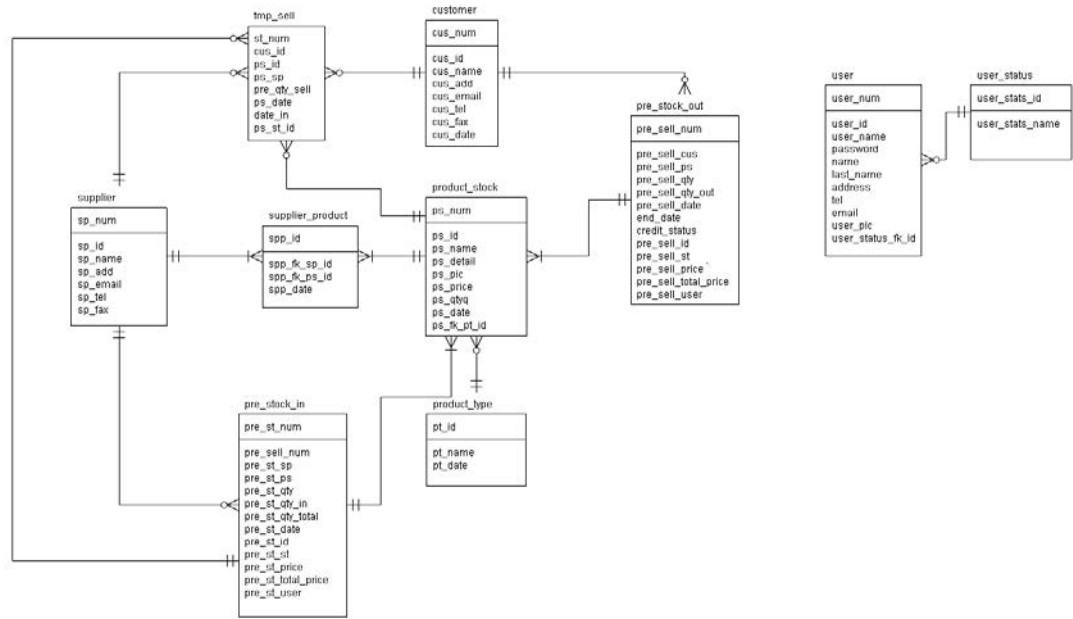 tmp_sell
st_num
cus_id
ps_id
ps_sp
pre_qty_sell
ps_date
date_in
ps_st_id
customer
cus_num
cus_id
cus_name
cus_add
cus_email
cus_tel
cus_fax
cus_date
pre_stock_out
pre_sell_num
pre_sell_cus
pre_sell_ps
pre_sell_qty
pre_sell_qty_out
pre_sell_date
end_date
credit_status
pre_sell_id
pre_sell_st
pre_sell_price
pre_sell_total_price
pre_sell_user
user
user_num
user_id
user_name
password
name
last_name
address
tel
email
user_pic
user_status_fk_id
user_status
user_stats_id
user_stats_name
supplier
sp_num
sp_id
sp_name
sp_add
sp_email
sp_tel
sp_fax
supplier_product
spp_id
spp_fk_sp_id
spp_fk_ps_id
spp_date
product_stock
ps_num
ps_id
ps_name
ps_detail
ps_pic
ps_price
ps_qtyq
ps_date
ps_fk_pt_id
pre_stock_in
pre_st_num
pre_sell_num
pre_st_sp
pre_st_ps
pre_st_qty
pre_st_qty_in
pre_st_qty_total
pre_st_date
pre_st_id
pre_st_st
pre_st_price
pre_st_total_price
pre_st_user
product_type
pt_id
pt_name
pt_date